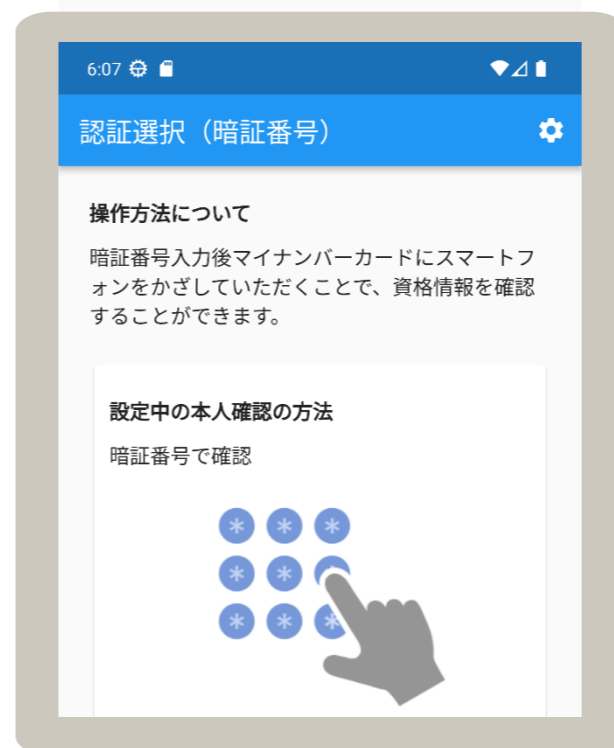 6:07
認証選択（暗証番号）
操作方法について
暗証番号入力後マイナンバーカードにスマートフ
ォンをかざしていただくことで、資格情報を確認
することができます。
設定中の本人確認の方法
暗証番号で確認
* * *
* * *
* * *